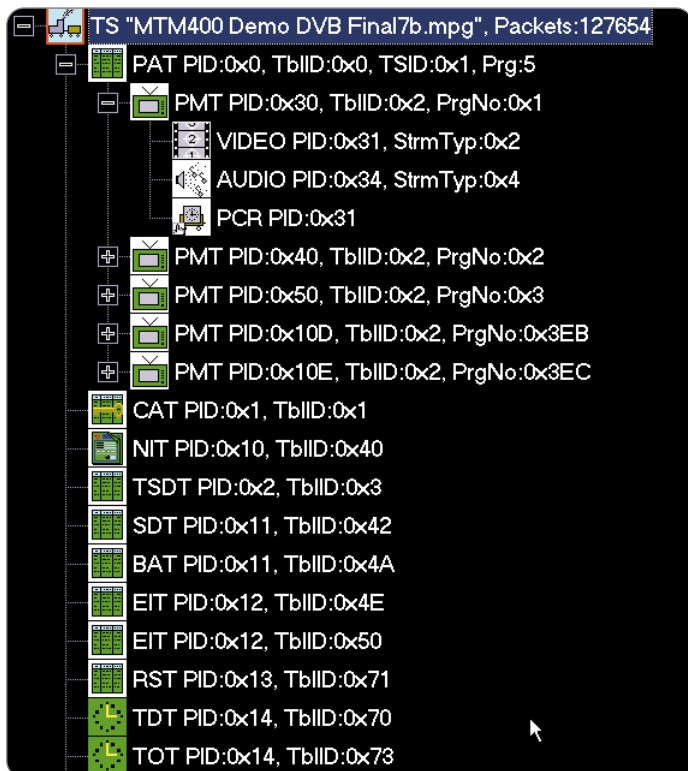 TS "MTM400 Demo DVB Final7b.mpg", Packets:127654
PAT PID:0x0, TblID:0x0, TSID:0x1, Prg:5
PMT PID:0x30, TblID:0x2, PrgNo:0x1
VIDEO PID:0x31, StrmTyp:0x2
AUDIO PID:0x34, StrmTyp:0x4
PCR PID:0x31
PMT PID:0x40, TblID:0x2, PrgNo:0x2
PMT PID:0x50, TblID:0x2, PrgNo:0x3
PMT PID:0x10D, TblID:0x2, PrgNo:0x3EB
PMT PID:0x10E, TblID:0x2, PrgNo:0x3EC
CAT PID:0x1, TblID:0x1
NIT PID:0x10, TblID:0x40
TSDT PID:0x2, TblID:0x3
SDT PID:0x11, TblID:0x42
BAT PID:0x11, TblID:0x4A
EIT PID:0x12, TblID:0x4E
EIT PID:0x12, TblID:0x50
RST PID:0x13, TblID:0x71
TDT PID:0x14, TblID:0x70
TOT PID:0x14, TblID:0x73